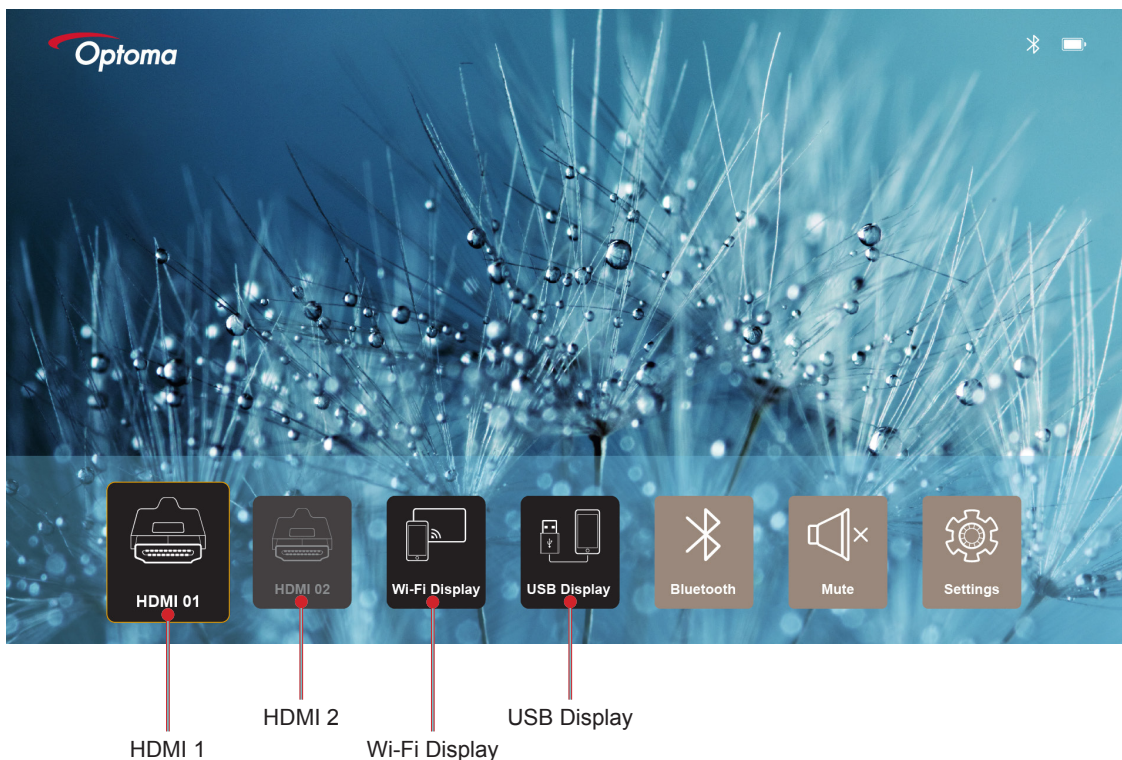 Optoma
HDMI 01
HDMI 02
Wi-Fi Display
USB Display
Bluetooth
Mute
Settings
HDMI 2
USB Display
HDMI 1
Wi-Fi Display